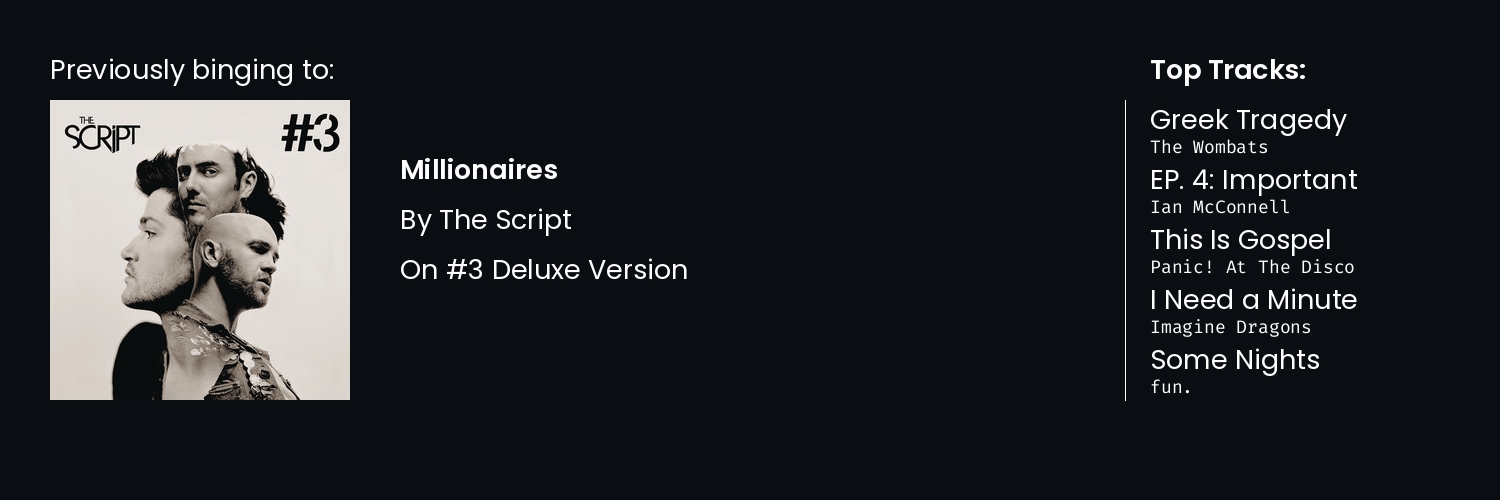 Previously binging to:
THE
SCRIPT
#3
Millionaires
By The Script
On #3 Deluxe Version
Top Tracks:
Greek Tragedy
The Wombats
EP. 4: Important
Ian McConnell
This Is Gospel
Panic! At The Disco
I Need a Minute
Imagine Dragons
Some Nights
fun.